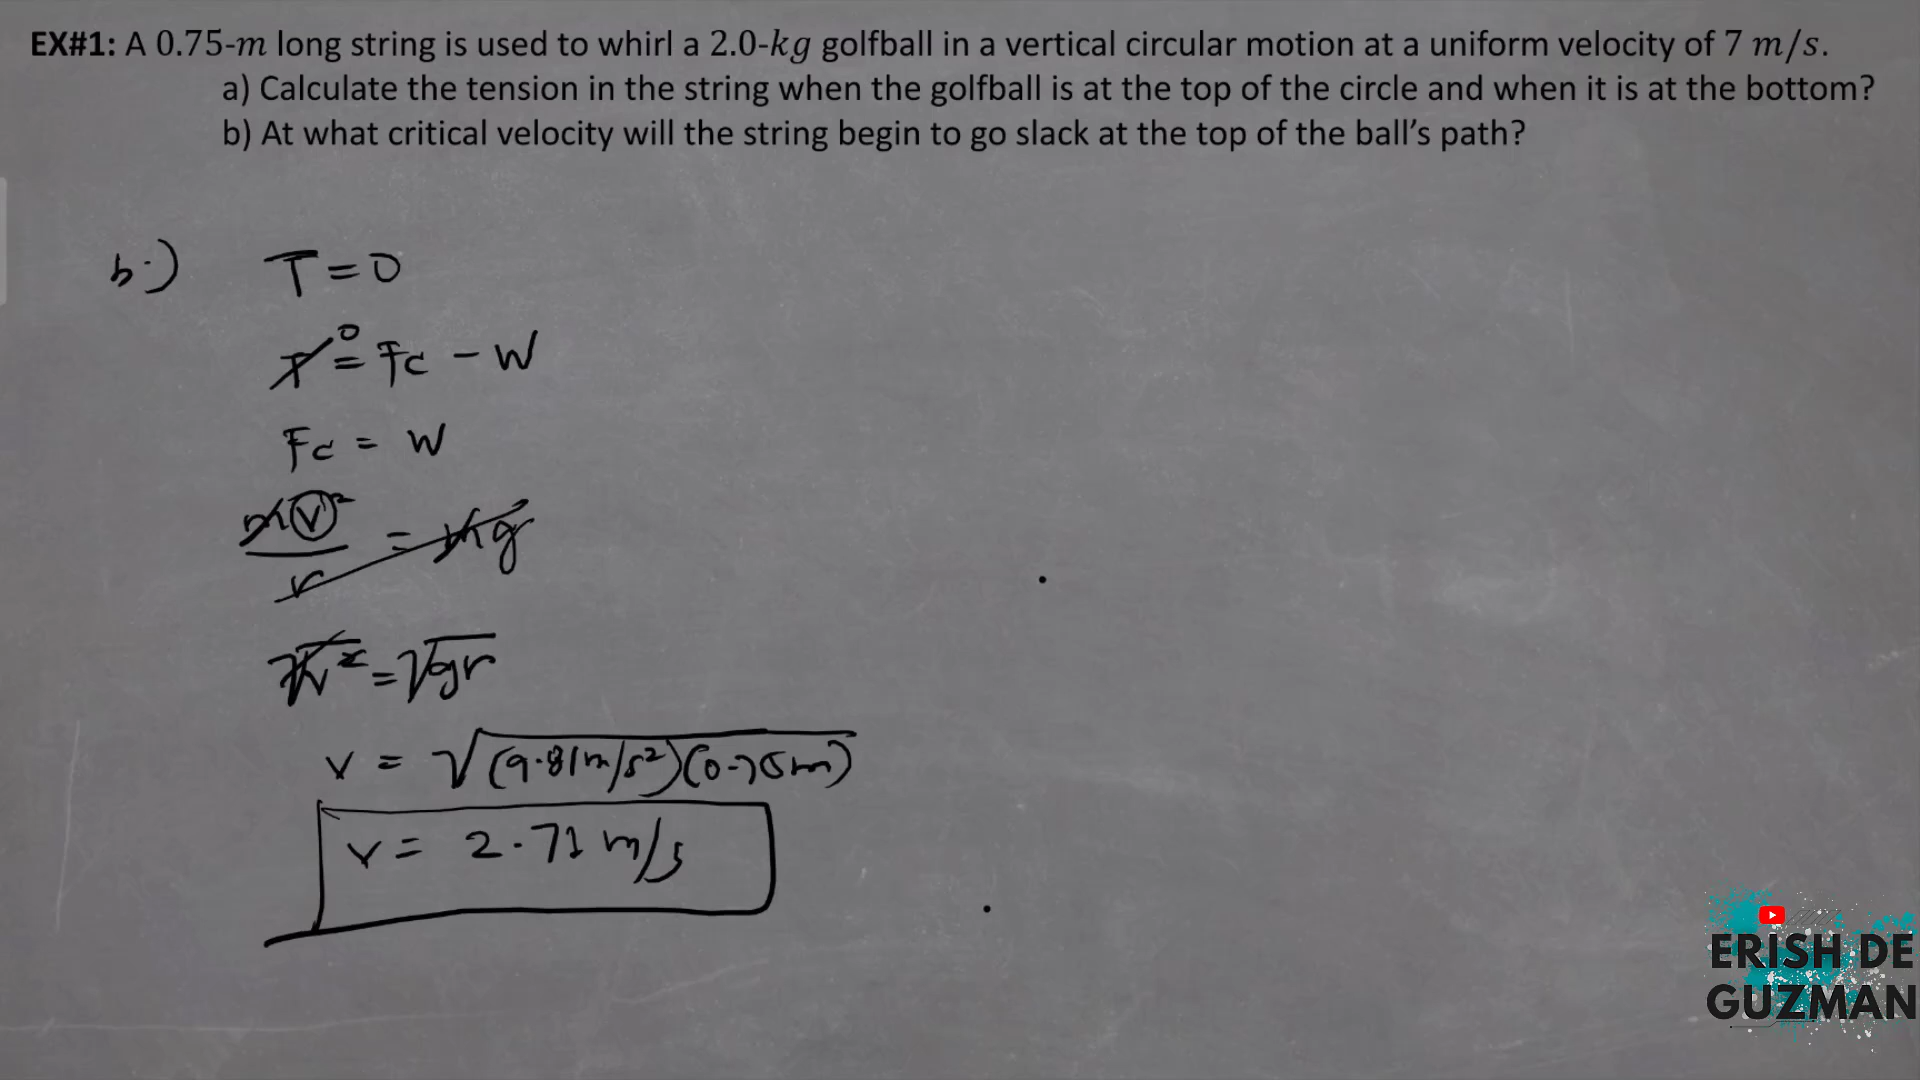 EX#1: A 0.75-m long string is used to whirl a 2.0-kg golfball in a vertical circular motion at a uniform velocity of 7 m/s.
a) Calculate the tension in the string when the golfball is at the top of the circle and when it is at the bottom?
b) At what critical velocity will the string begin to go slack at the top of the ball’s path?
b.) T = 0
T⁰ = Fc - W
Fc = W
mv²/r = mg
√v² = √gr
v = √(9.81m/s²)(0.75m)
v = 2.71 m/s
ERISH DE
GUZMAN